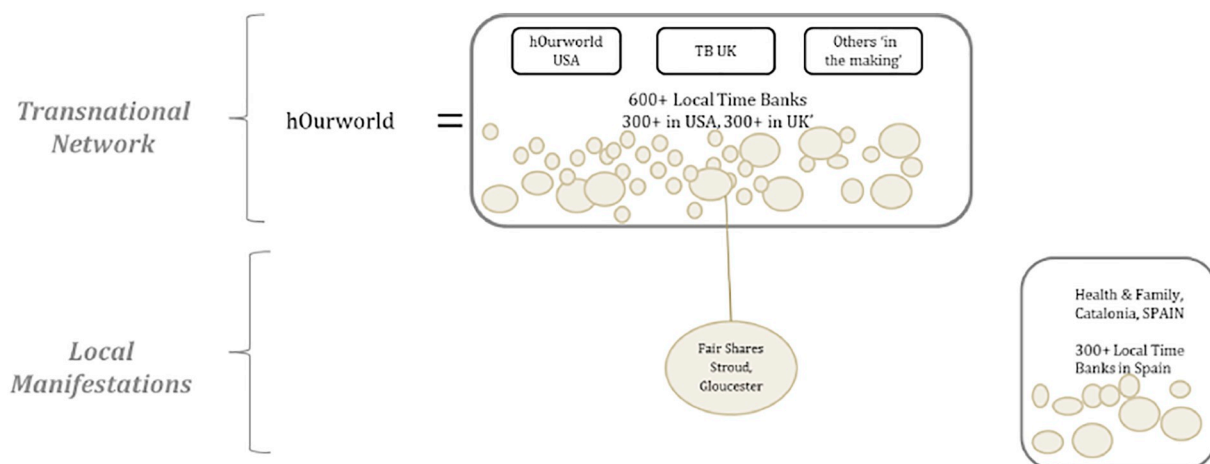 Transnational
Network
hOurworld
=
hOurworld
USA
TB UK
Others ‘in
the making’
600+ Local Time Banks
300+ in USA, 300+ in UK’
Local
Manifestations
Fair Shares
Stroud,
Gloucester
Health & Family,
Catalonia, SPAIN
300+ Local Time
Banks in Spain